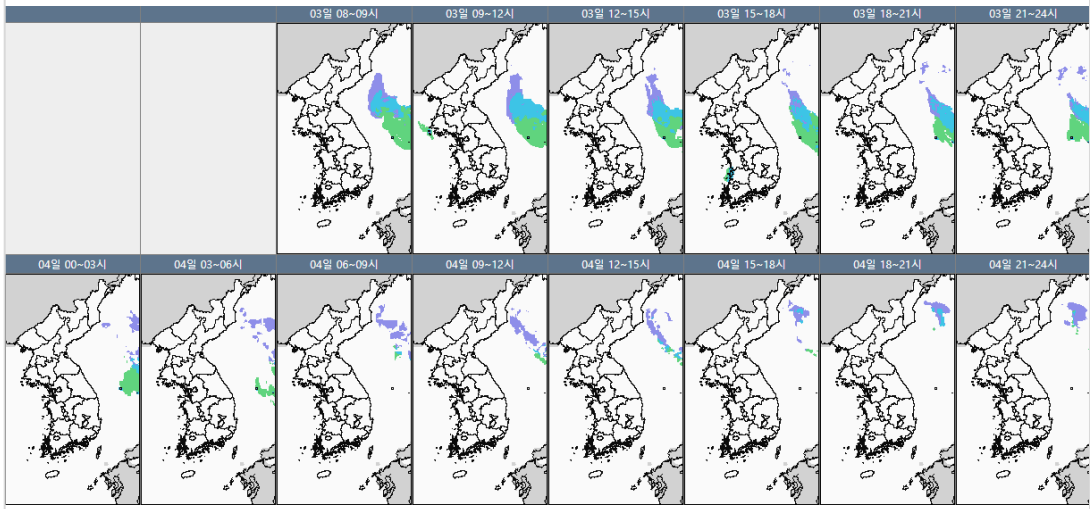 03일 08~09시
03일 09~12시
03일 12~15시
03일 15~18시
03일 18~21시
03일 21~24시
04일 00~03시
04일 03~06시
04일 06~09시
04일 09~12시
04일 12~15시
04일 15~18시
04일 18~21시
04일 21~24시